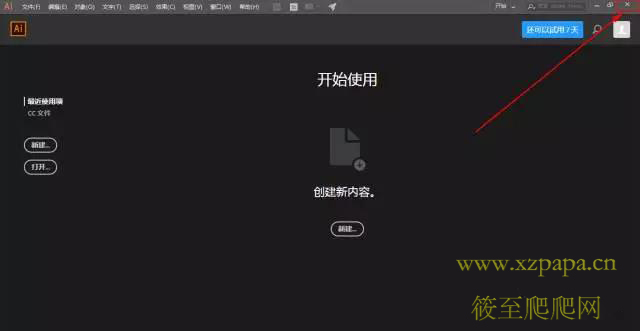 Ai 文件(F) 编辑(E) 对象(O) 文字(T) 选择(S) 效果(C) 视图(V) 窗口(W) 帮助(H) 开始
Ai 还可以试用 7 天
开始使用
最近使用项
CC 文件
新建...
打开...
创建新内容。
新建...
www.xzpapa.cn
筱至爬爬网